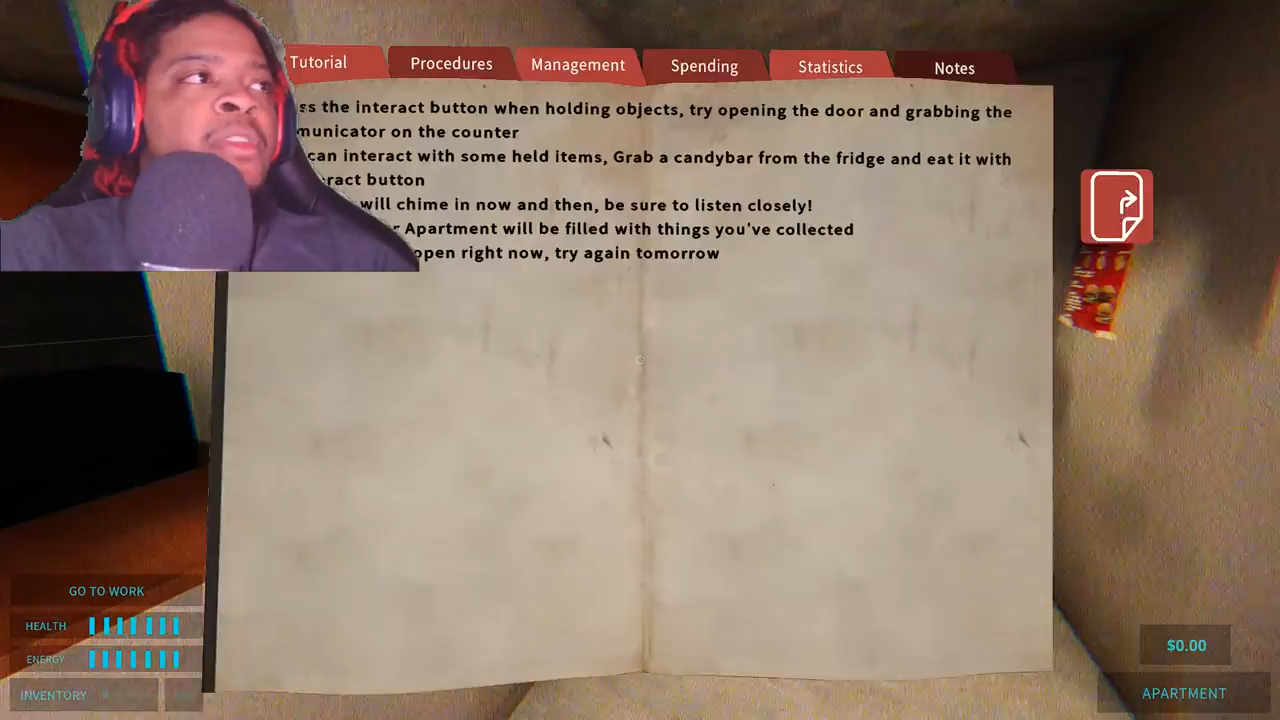 Tutorial
Procedures
Management
Spending
Statistics
Notes
ss the interact button when holding objects, try opening the door and grabbing the
municator on the counter
can interact with some held items, Grab a candybar from the fridge and eat it with
ract button
will chime in now and then, be sure to listen closely!
r Apartment will be filled with things you've collected
open right now, try again tomorrow
GO TO WORK
HEALTH
ENERGY
INVENTORY
$0.00
APARTMENT